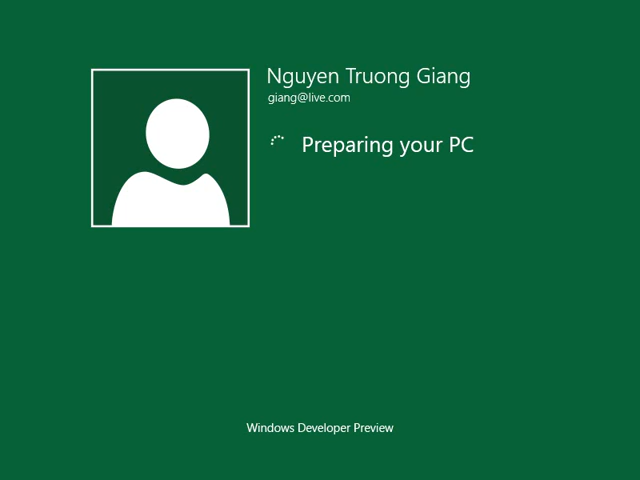 Nguyen Truong Giang
giang@live.com
Preparing your PC
Windows Developer Preview